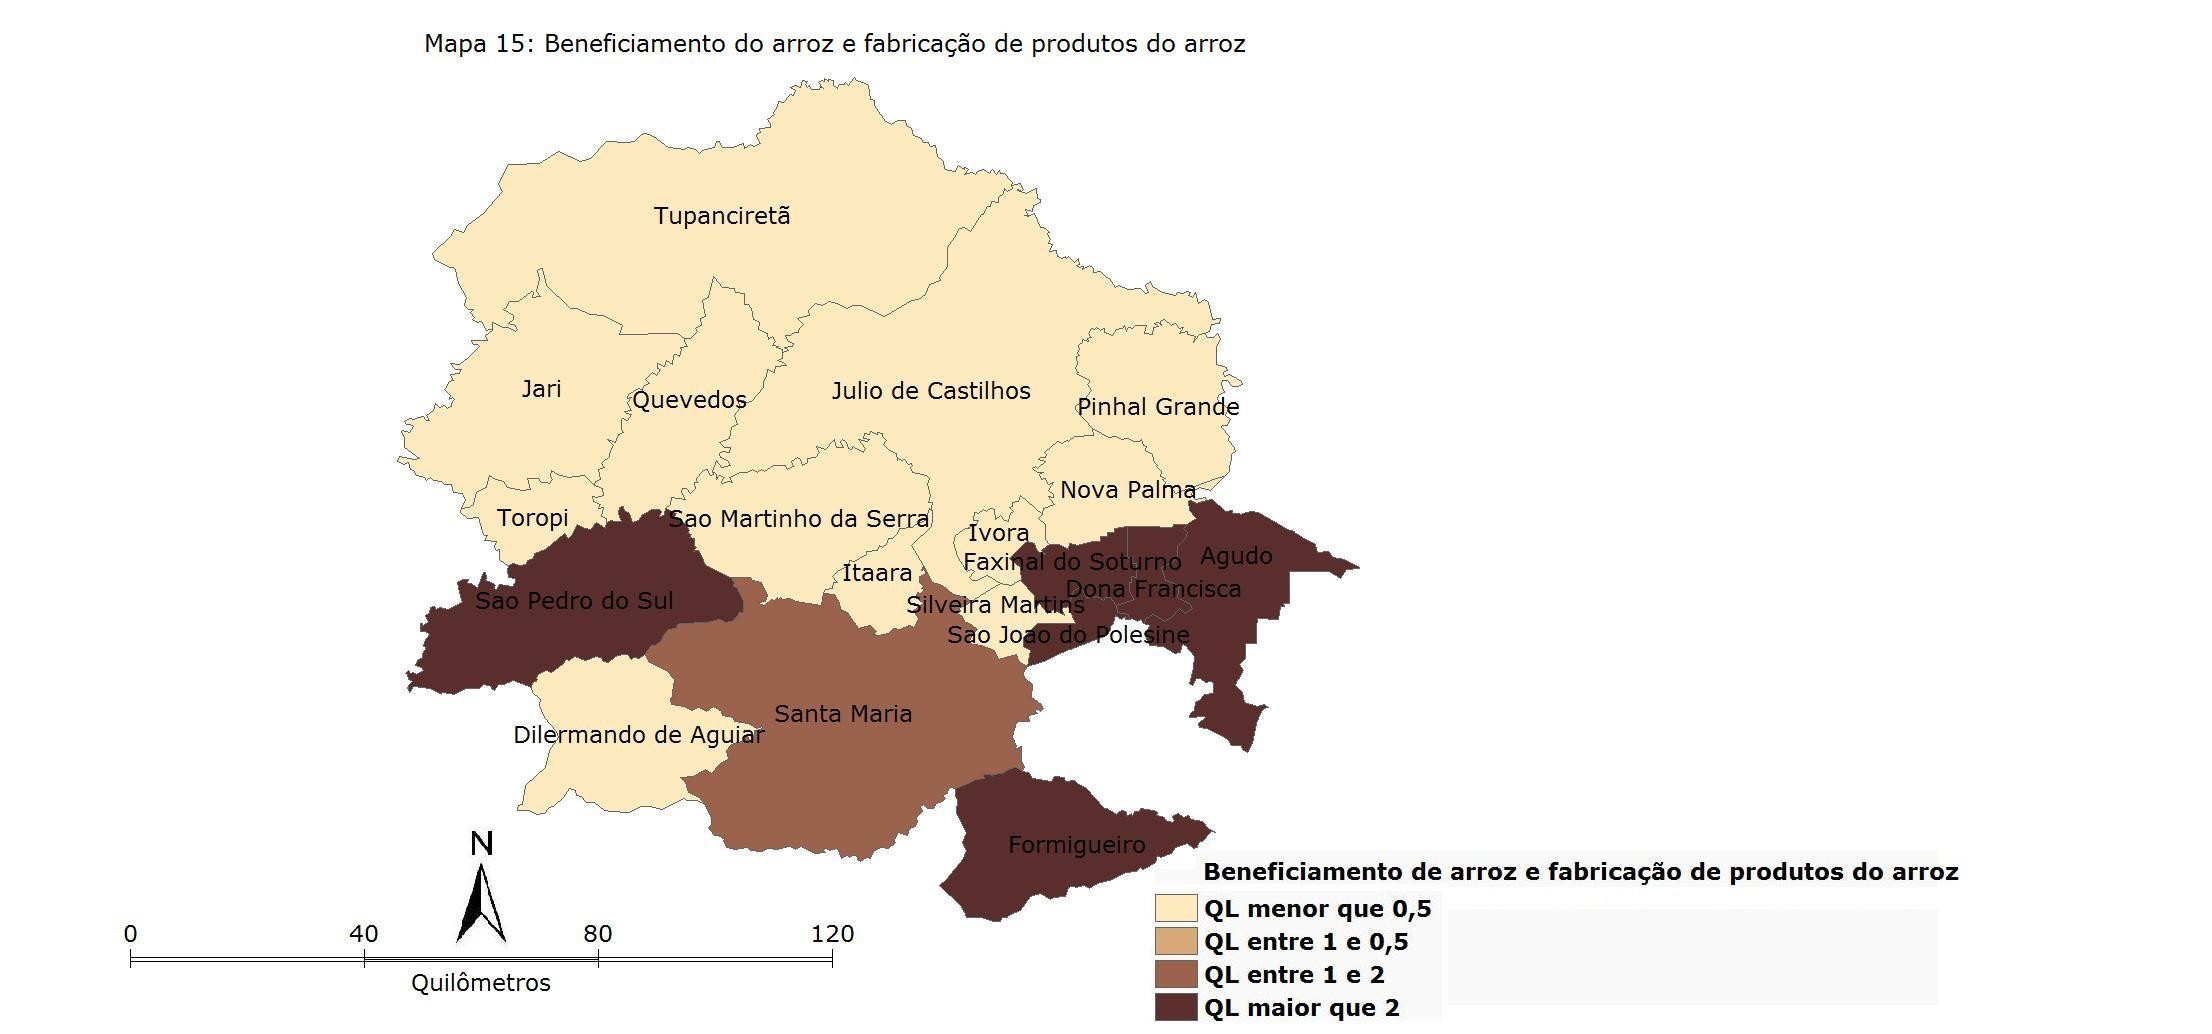 Mapa 15: Beneficiamento do arroz e fabricação de produtos do arroz
Tupanciretã
Jari
Quevedos
Julio de Castilhos
Pinhal Grande
Nova Palma
Toropi
Sao Martinho da Serra
Ivora
Faxinal do Soturno
Agudo
Itaara
Dona Francisca
Sao Pedro do Sul
Silveira Martins
Sao Joao do Polesine
Santa Maria
Dilermando de Aguiar
Formigueiro
N
0 40 80 120
Quilômetros
Beneficiamento de arroz e fabricação de produtos do arroz
QL menor que 0,5
QL entre 1 e 0,5
QL entre 1 e 2
QL maior que 2